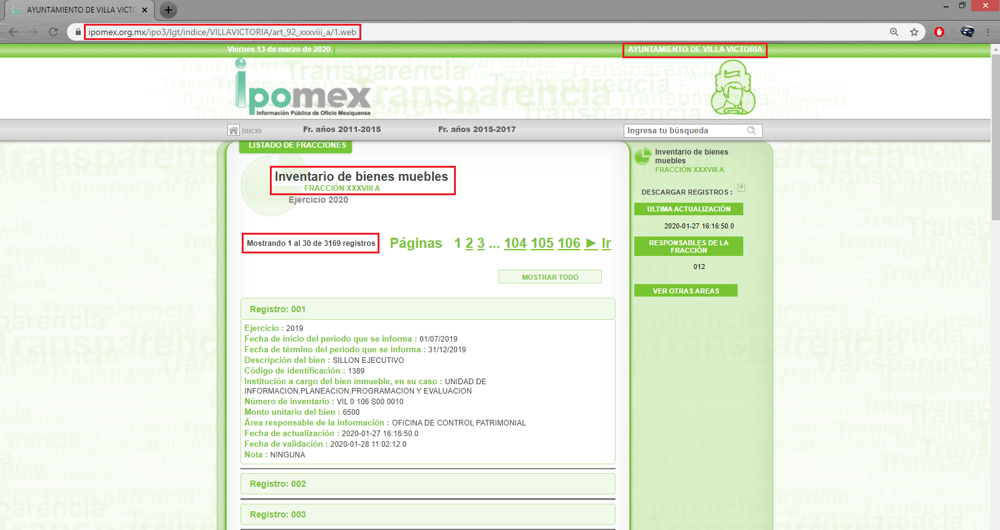 AYUNTAMIENTO DE VILLA VICTO
ipomex.org.mx/ipo3/lgt/indice/VILLAVICTORIA/art_92_xxxviii_a/1.web
Viernes 13 de marzo de 2020
AYUNTAMIENTO DE VILLA VICTORIA
ipomex
Información Pública de Oficio Mexiquense
Transparencia
Inicio
Fr. años 2011-2015
Fr. años 2015-2017
Ingresa tu búsqueda
LISTADO DE FRACCIONES
Inventario de bienes muebles
FRACCIÓN XXXVIII A
Ejercicio 2020
Mostrando 1 al 30 de 3169 registros
Páginas 1 2 3 ... 104 105 106 ► Ir
MOSTRAR TODO
Registro: 001
Ejercicio : 2019
Fecha de inicio del periodo que se informa : 01/07/2019
Fecha de término del periodo que se informa : 31/12/2019
Descripción del bien : SILLON EJECUTIVO
Código de identificación : 1389
Institución a cargo del bien inmueble, en su caso : UNIDAD DE
INFORMACION,PLANEACION,PROGRAMACION Y EVALUACION
Número de inventario : VIL 0 106 S00 0010
Monto unitario del bien : 6500
Área responsable de la información : OFICINA DE CONTROL PATRIMONIAL
Fecha de actualización : 2020-01-27 16:16:50.0
Fecha de validación : 2020-01-28 11:02:12.0
Nota : NINGUNA
Registro: 002
Registro: 003
Inventario de bienes
muebles
FRACCIÓN XXXVIII A
DESCARGAR REGISTROS :
ULTIMA ACTUALIZACIÓN
2020-01-27 16:16:50.0
RESPONSABLES DE LA
FRACCIÓN
012
VER OTRAS AREAS